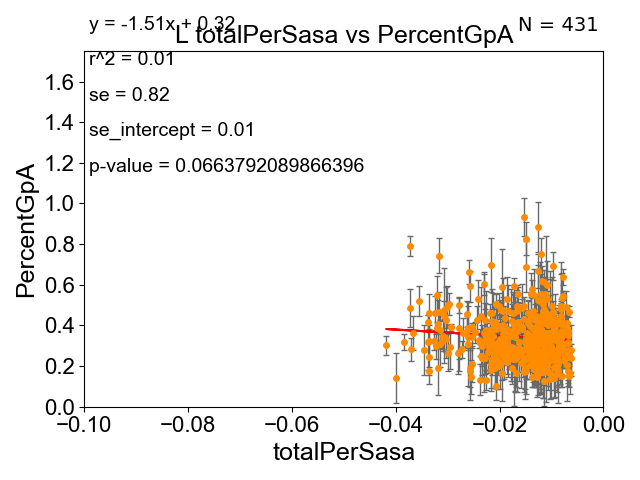 y = -1.51x + 0.32
N = 431
L totalPerSasa vs PercentGpA
r^2 = 0.01
se = 0.82
se_intercept = 0.01
p-value = 0.0663792089866396
PercentGpA
1.6
1.4
1.2
1.0
0.8
0.6
0.4
0.2
0.0
−0.10
−0.08
−0.06
−0.04
−0.02
0.00
totalPerSasa